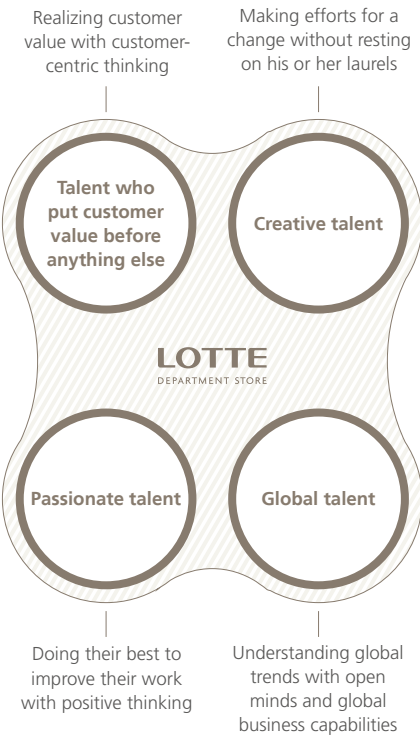 Realizing customer
value with customer-
centric thinking
Making efforts for a
change without resting
on his or her laurels
Talent who
put customer
value before
anything else
Creative talent
LOTTE
DEPARTMENT STORE
Passionate talent
Global talent
Doing their best to
improve their work
with positive thinking
Understanding global
trends with open
minds and global
business capabilities